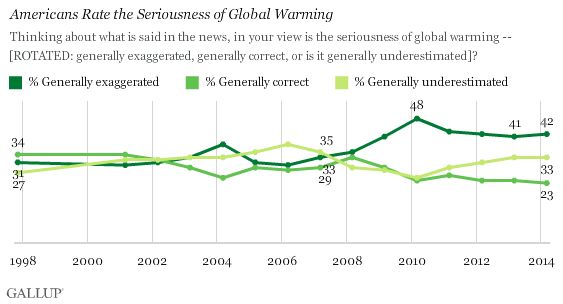 Americans Rate the Seriousness of Global Warming
Thinking about what is said in the news, in your view is the seriousness of global warming --
[ROTATED: generally exaggerated, generally correct, or is it generally underestimated]?
% Generally exaggerated % Generally correct % Generally underestimated
48
41 42
34 35
31 33 33
27 29
23
1998 2000 2002 2004 2006 2008 2010 2012 2014
GALLUP'